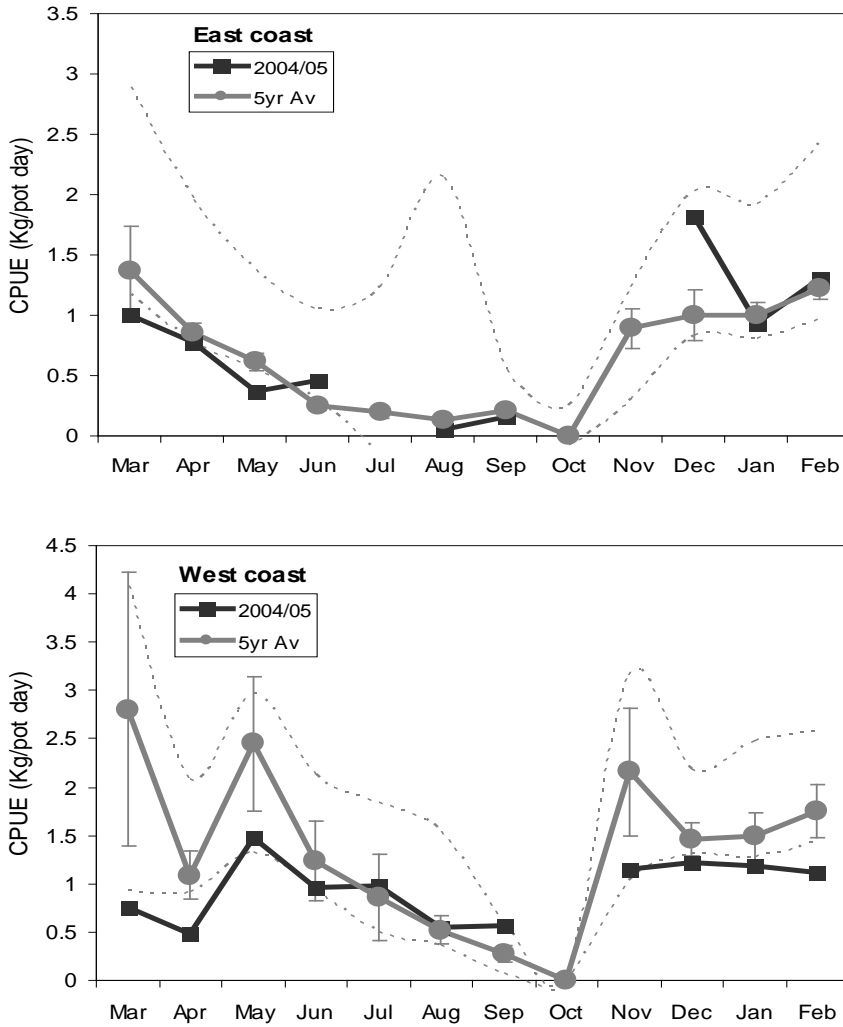 East coast
2004/05
5yr Av
CPUE (Kg/pot day)
3.5
3
2.5
2
1.5
1
0.5
0
Mar Apr May Jun Jul Aug Sep Oct Nov Dec Jan Feb
West coast
2004/05
5yr Av
CPUE (Kg/pot day)
4.5
4
3.5
3
2.5
2
1.5
1
0.5
0
Mar Apr May Jun Jul Aug Sep Oct Nov Dec Jan Feb